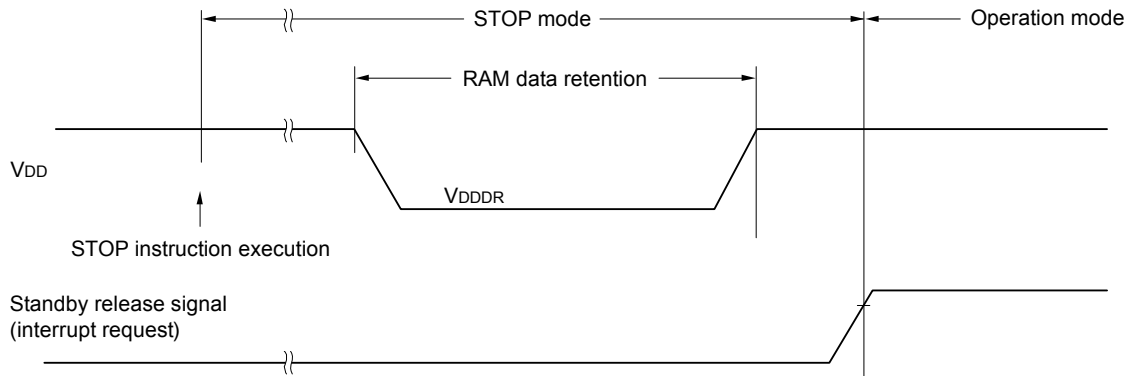 STOP mode
Operation mode
RAM data retention
VDD
VDDDR
STOP instruction execution
Standby release signal
(interrupt request)